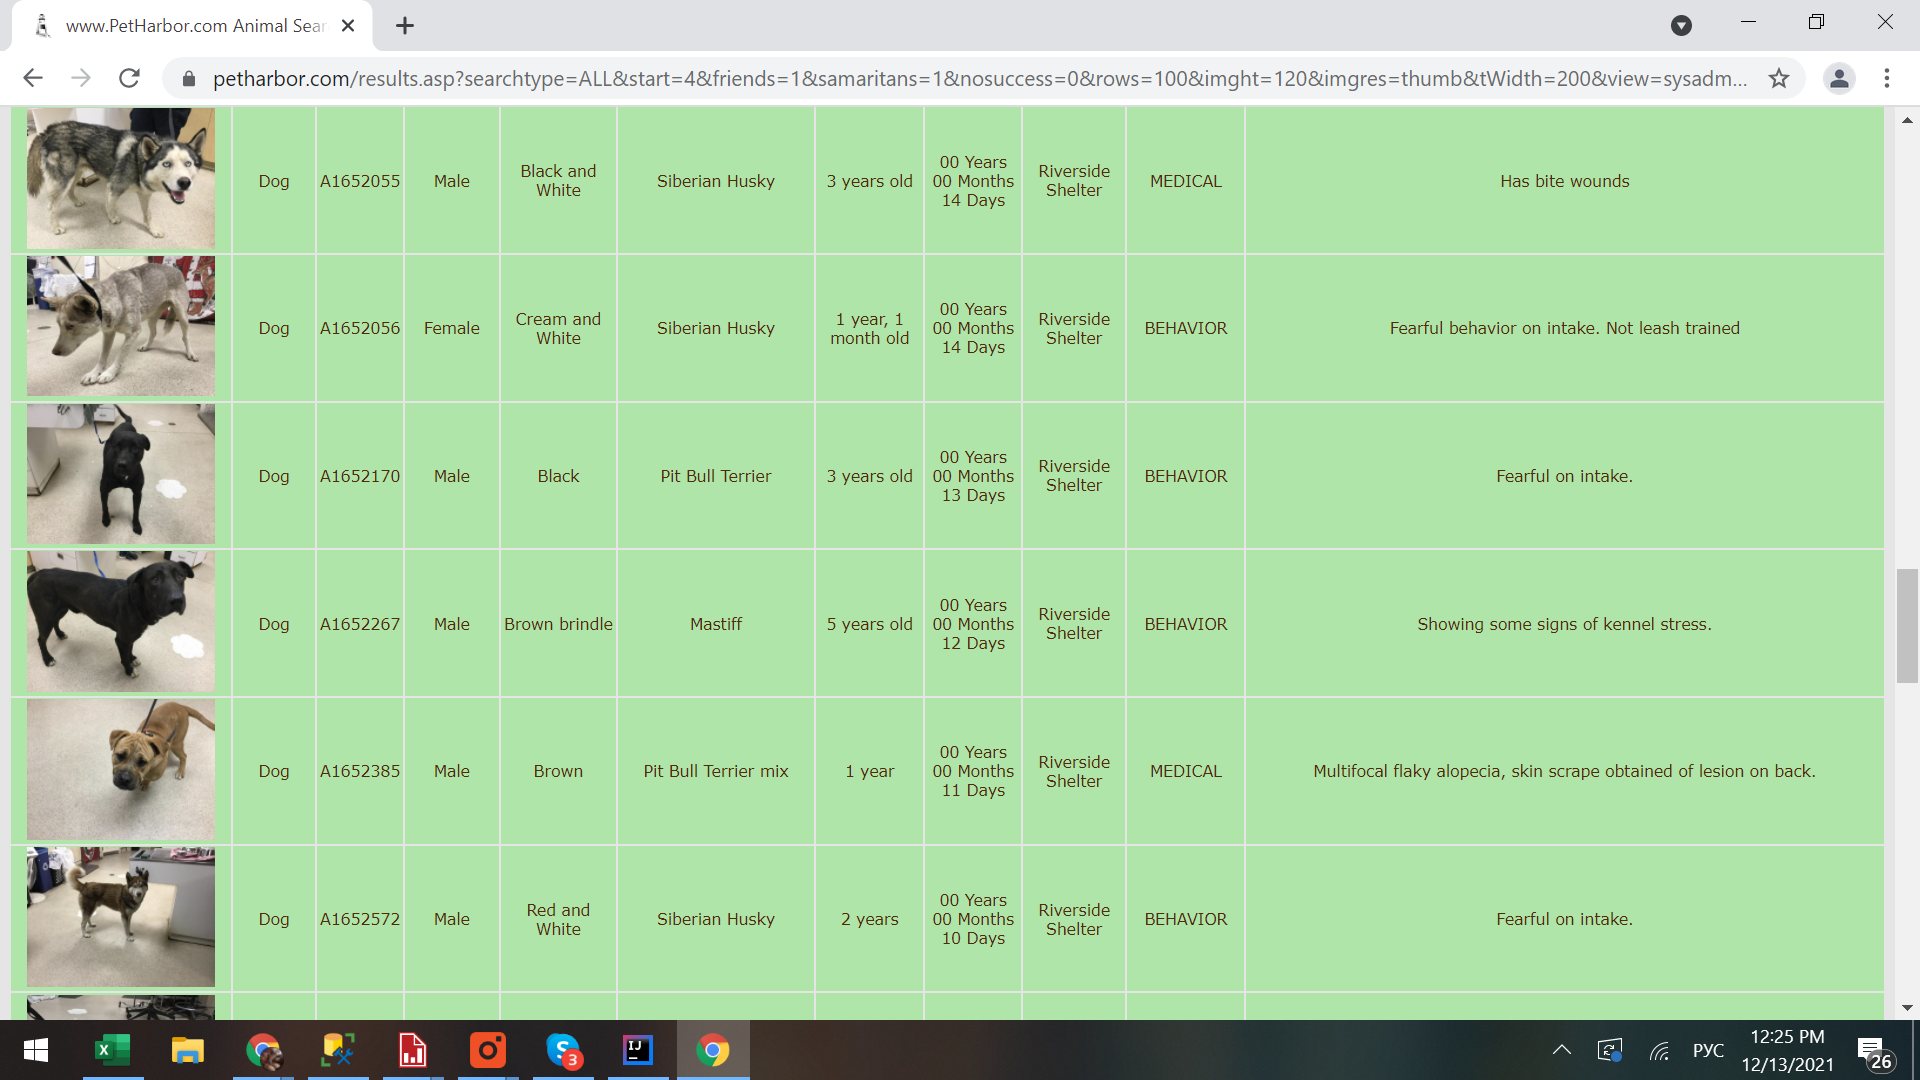 www.PetHarbor.com Animal Sear
petharbor.com/results.asp?searchtype=ALL&start=4&friends=1&samaritans=1&nosuccess=0&rows=100&imght=120&imgres=thumb&tWidth=200&view=sysadm...
Dog A1652055 Male Black and White Siberian Husky 3 years old 00 Years 00 Months 14 Days Riverside Shelter MEDICAL Has bite wounds
Dog A1652056 Female Cream and White Siberian Husky 1 year, 1 month old 00 Years 00 Months 14 Days Riverside Shelter BEHAVIOR Fearful behavior on intake. Not leash trained
Dog A1652170 Male Black Pit Bull Terrier 3 years old 00 Years 00 Months 13 Days Riverside Shelter BEHAVIOR Fearful on intake.
Dog A1652267 Male Brown brindle Mastiff 5 years old 00 Years 00 Months 12 Days Riverside Shelter BEHAVIOR Showing some signs of kennel stress.
Dog A1652385 Male Brown Pit Bull Terrier mix 1 year 00 Years 00 Months 11 Days Riverside Shelter MEDICAL Multifocal flaky alopecia, skin scrape obtained of lesion on back.
Dog A1652572 Male Red and White Siberian Husky 2 years 00 Years 00 Months 10 Days Riverside Shelter BEHAVIOR Fearful on intake.
X
S
3
IJ
РУС
12:25 PM
12/13/2021
26